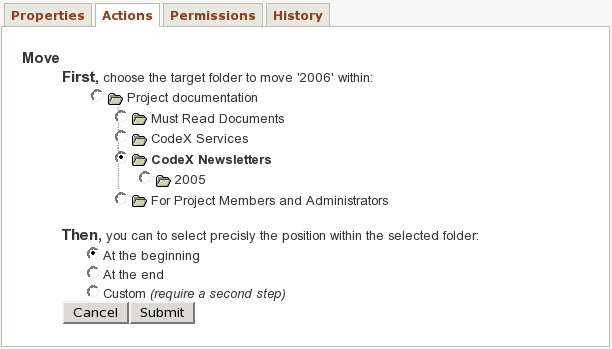 Properties Actions Permissions History
Move
First, choose the target folder to move '2006' within:
Project documentation
Must Read Documents
CodeX Services
CodeX Newsletters
2005
For Project Members and Administrators
Then, you can to select precisly the position within the selected folder:
At the beginning
At the end
Custom (require a second step)
Cancel Submit